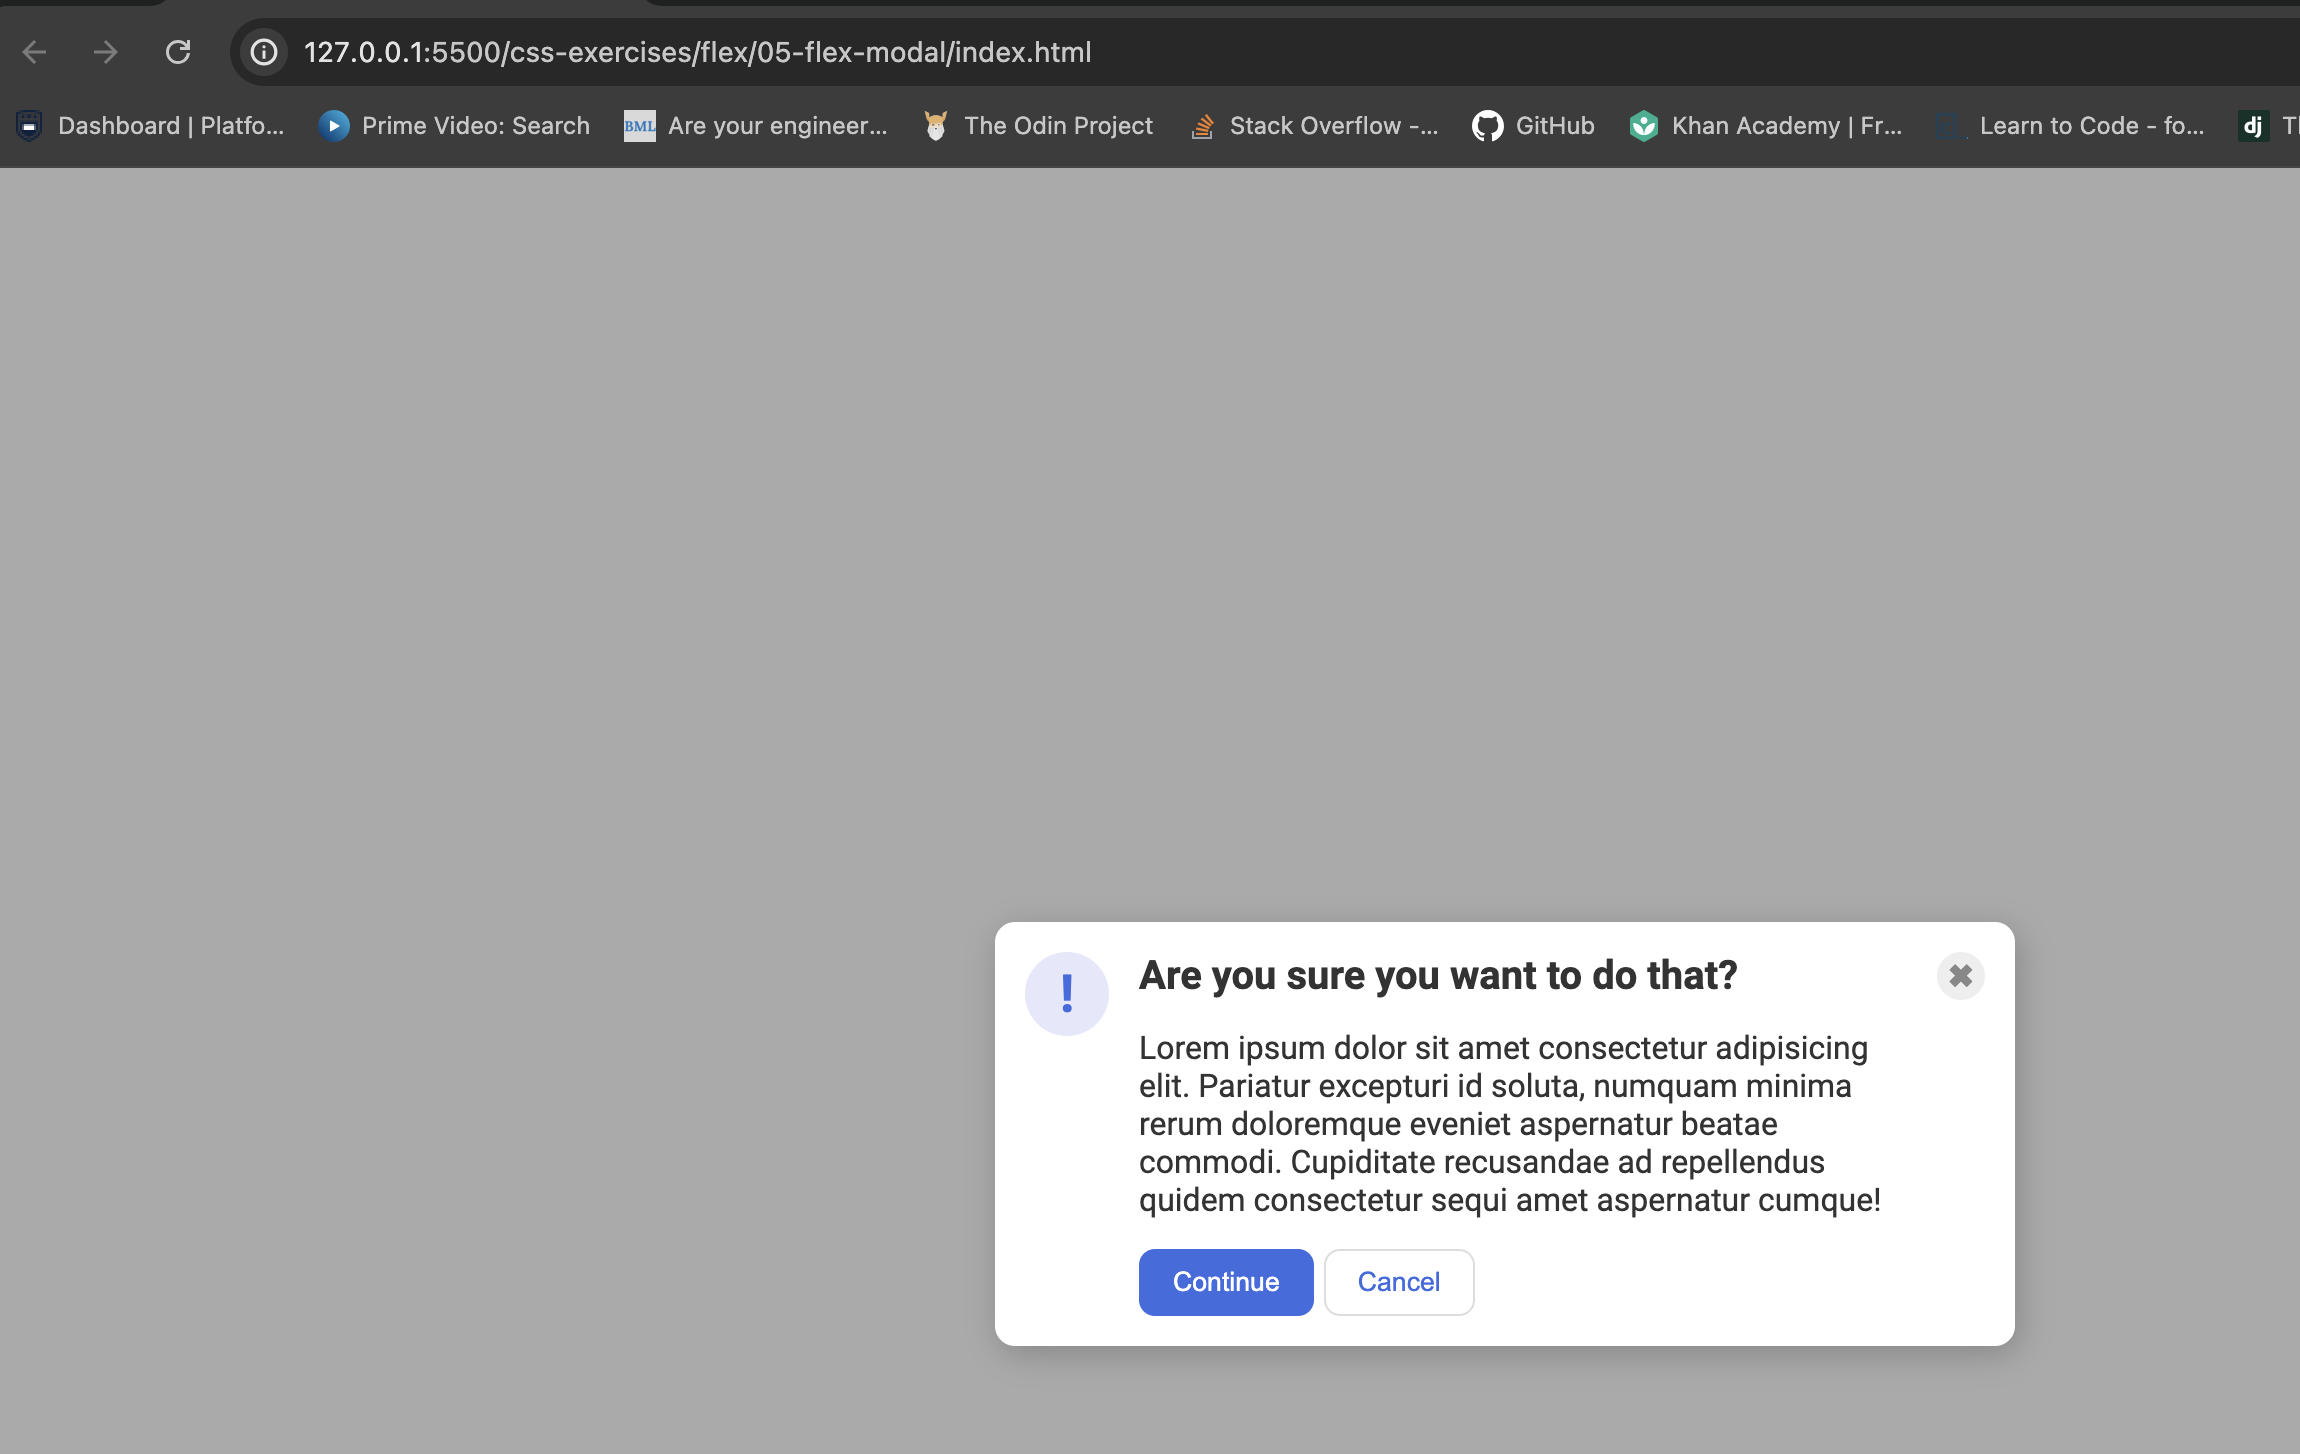 127.0.0.1:5500/css-exercises/flex/05-flex-modal/index.html
Dashboard | Platfo... Prime Video: Search BML Are your engineer... The Odin Project Stack Overflow -... GitHub Khan Academy | Fr... Learn to Code - fo... dj
! Are you sure you want to do that? ✖
Lorem ipsum dolor sit amet consectetur adipisicing
elit. Pariatur excepturi id soluta, numquam minima
rerum doloremque eveniet aspernatur beatae
commodi. Cupiditate recusandae ad repellendus
quidem consectetur sequi amet aspernatur cumque!
Continue Cancel